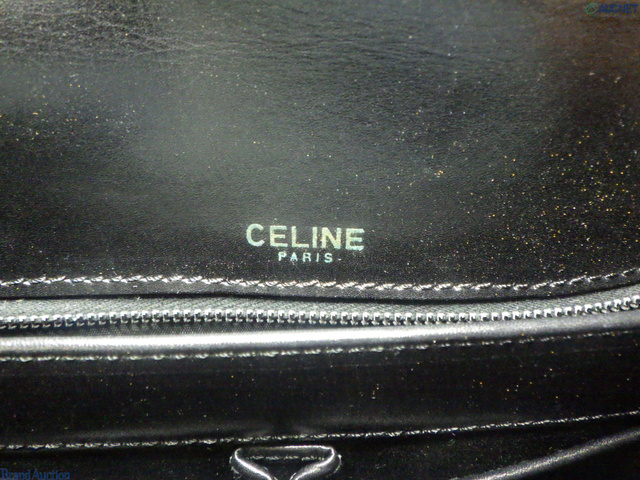 CELINE
PARIS
Brand Auction